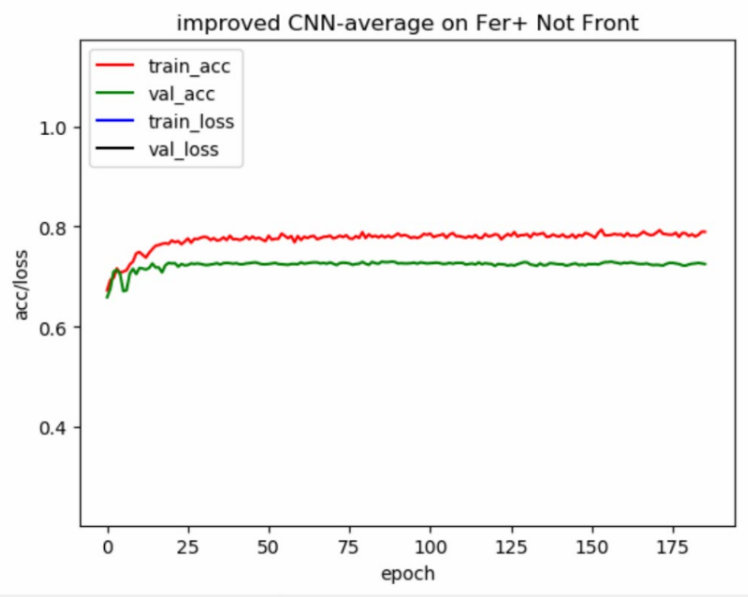 improved CNN-average on Fer+ Not Front
train_acc
val_acc
train_loss
val_loss
1.0
0.8
0.6
0.4
acc/loss
0 25 50 75 100 125 150 175
epoch